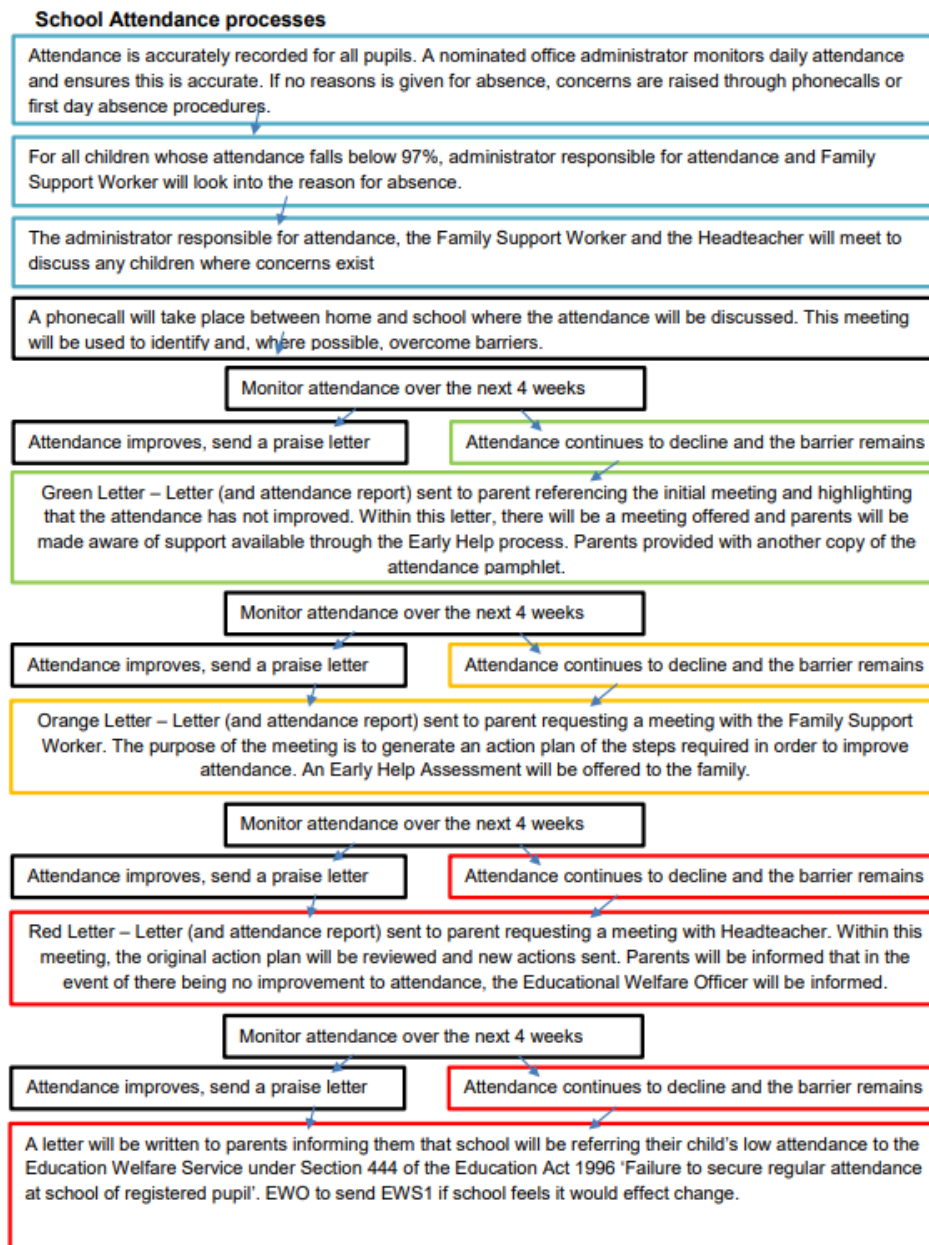 School Attendance processes
Attendance is accurately recorded for all pupils. A nominated office administrator monitors daily attendance
and ensures this is accurate. If no reasons is given for absence, concerns are raised through phonecalls or
first day absence procedures.
For all children whose attendance falls below 97%, administrator responsible for attendance and Family
Support Worker will look into the reason for absence.
The administrator responsible for attendance, the Family Support Worker and the Headteacher will meet to
discuss any children where concerns exist
A phonecall will take place between home and school where the attendance will be discussed. This meeting
will be used to identify and, where possible, overcome barriers.
Monitor attendance over the next 4 weeks
Attendance improves, send a praise letter
Attendance continues to decline and the barrier remains
Green Letter – Letter (and attendance report) sent to parent referencing the initial meeting and highlighting
that the attendance has not improved. Within this letter, there will be a meeting offered and parents will be
made aware of support available through the Early Help process. Parents provided with another copy of the
attendance pamphlet.
Monitor attendance over the next 4 weeks
Attendance improves, send a praise letter
Attendance continues to decline and the barrier remains
Orange Letter – Letter (and attendance report) sent to parent requesting a meeting with the Family Support
Worker. The purpose of the meeting is to generate an action plan of the steps required in order to improve
attendance. An Early Help Assessment will be offered to the family.
Monitor attendance over the next 4 weeks
Attendance improves, send a praise letter
Attendance continues to decline and the barrier remains
Red Letter – Letter (and attendance report) sent to parent requesting a meeting with Headteacher. Within this
meeting, the original action plan will be reviewed and new actions sent. Parents will be informed that in the
event of there being no improvement to attendance, the Educational Welfare Officer will be informed.
Monitor attendance over the next 4 weeks
Attendance improves, send a praise letter
Attendance continues to decline and the barrier remains
A letter will be written to parents informing them that school will be referring their child's low attendance to the
Education Welfare Service under Section 444 of the Education Act 1996 'Failure to secure regular attendance
at school of registered pupil'. EWO to send EWS1 if school feels it would effect change.